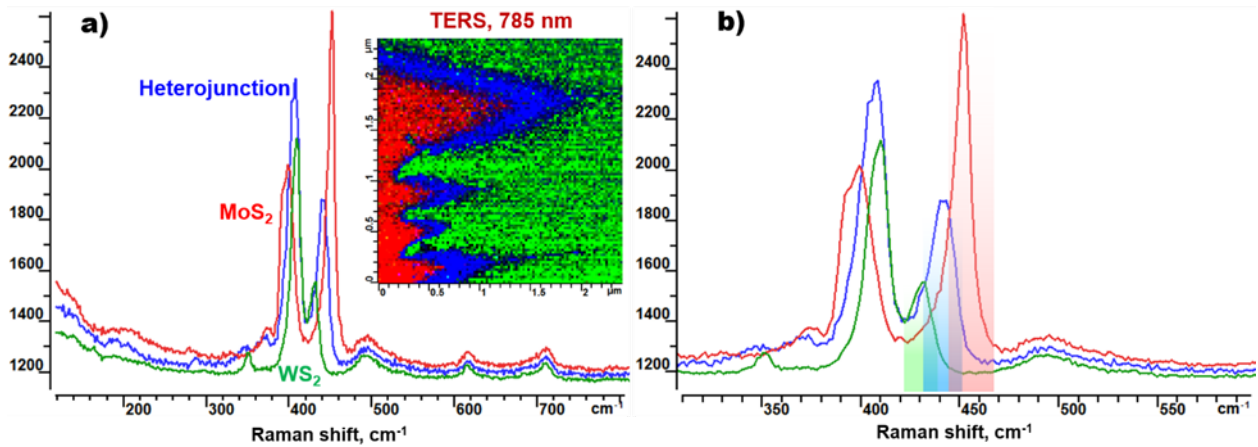 a)
TERS, 785 nm
2400
2200
2000
1800
1600
1400
1200
Heterojunction
MoS₂
WS₂
μm
2
1.5
1
0.5
0
0 0.5 1 1.5 2 μm
200 300 400 500 600 700 cm⁻¹
Raman shift, cm⁻¹
b)
2400
2200
2000
1800
1600
1400
1200
350 400 450 500 550 cm⁻¹
Raman shift, cm⁻¹